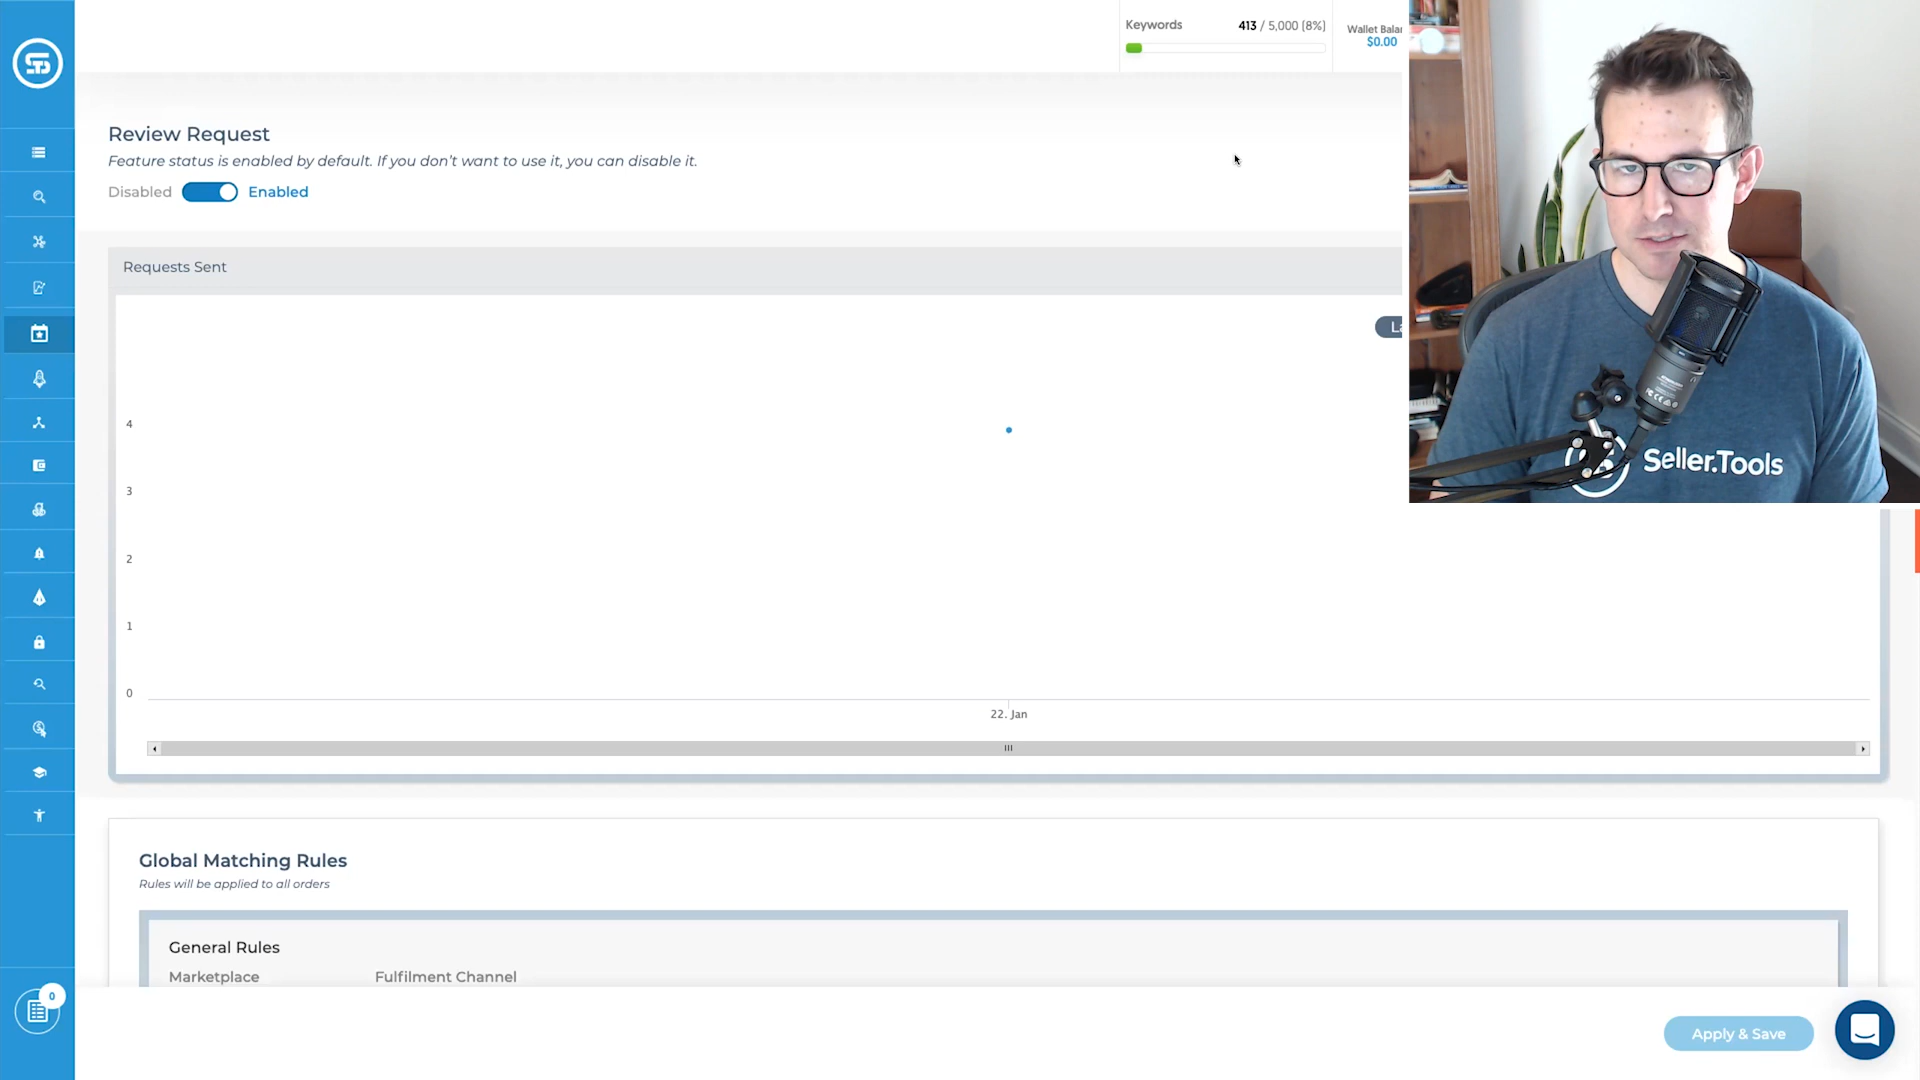 Keywords
413 / 5,000 (8%)
Wallet Balan
$0.00
Review Request
Feature status is enabled by default. If you don't want to use it, you can disable it.
Disabled
Enabled
Requests Sent
La
4
3
2
1
0
22. Jan
Seller.Tools
Global Matching Rules
Rules will be applied to all orders
General Rules
Marketplace
Fulfilment Channel
0
Apply & Save